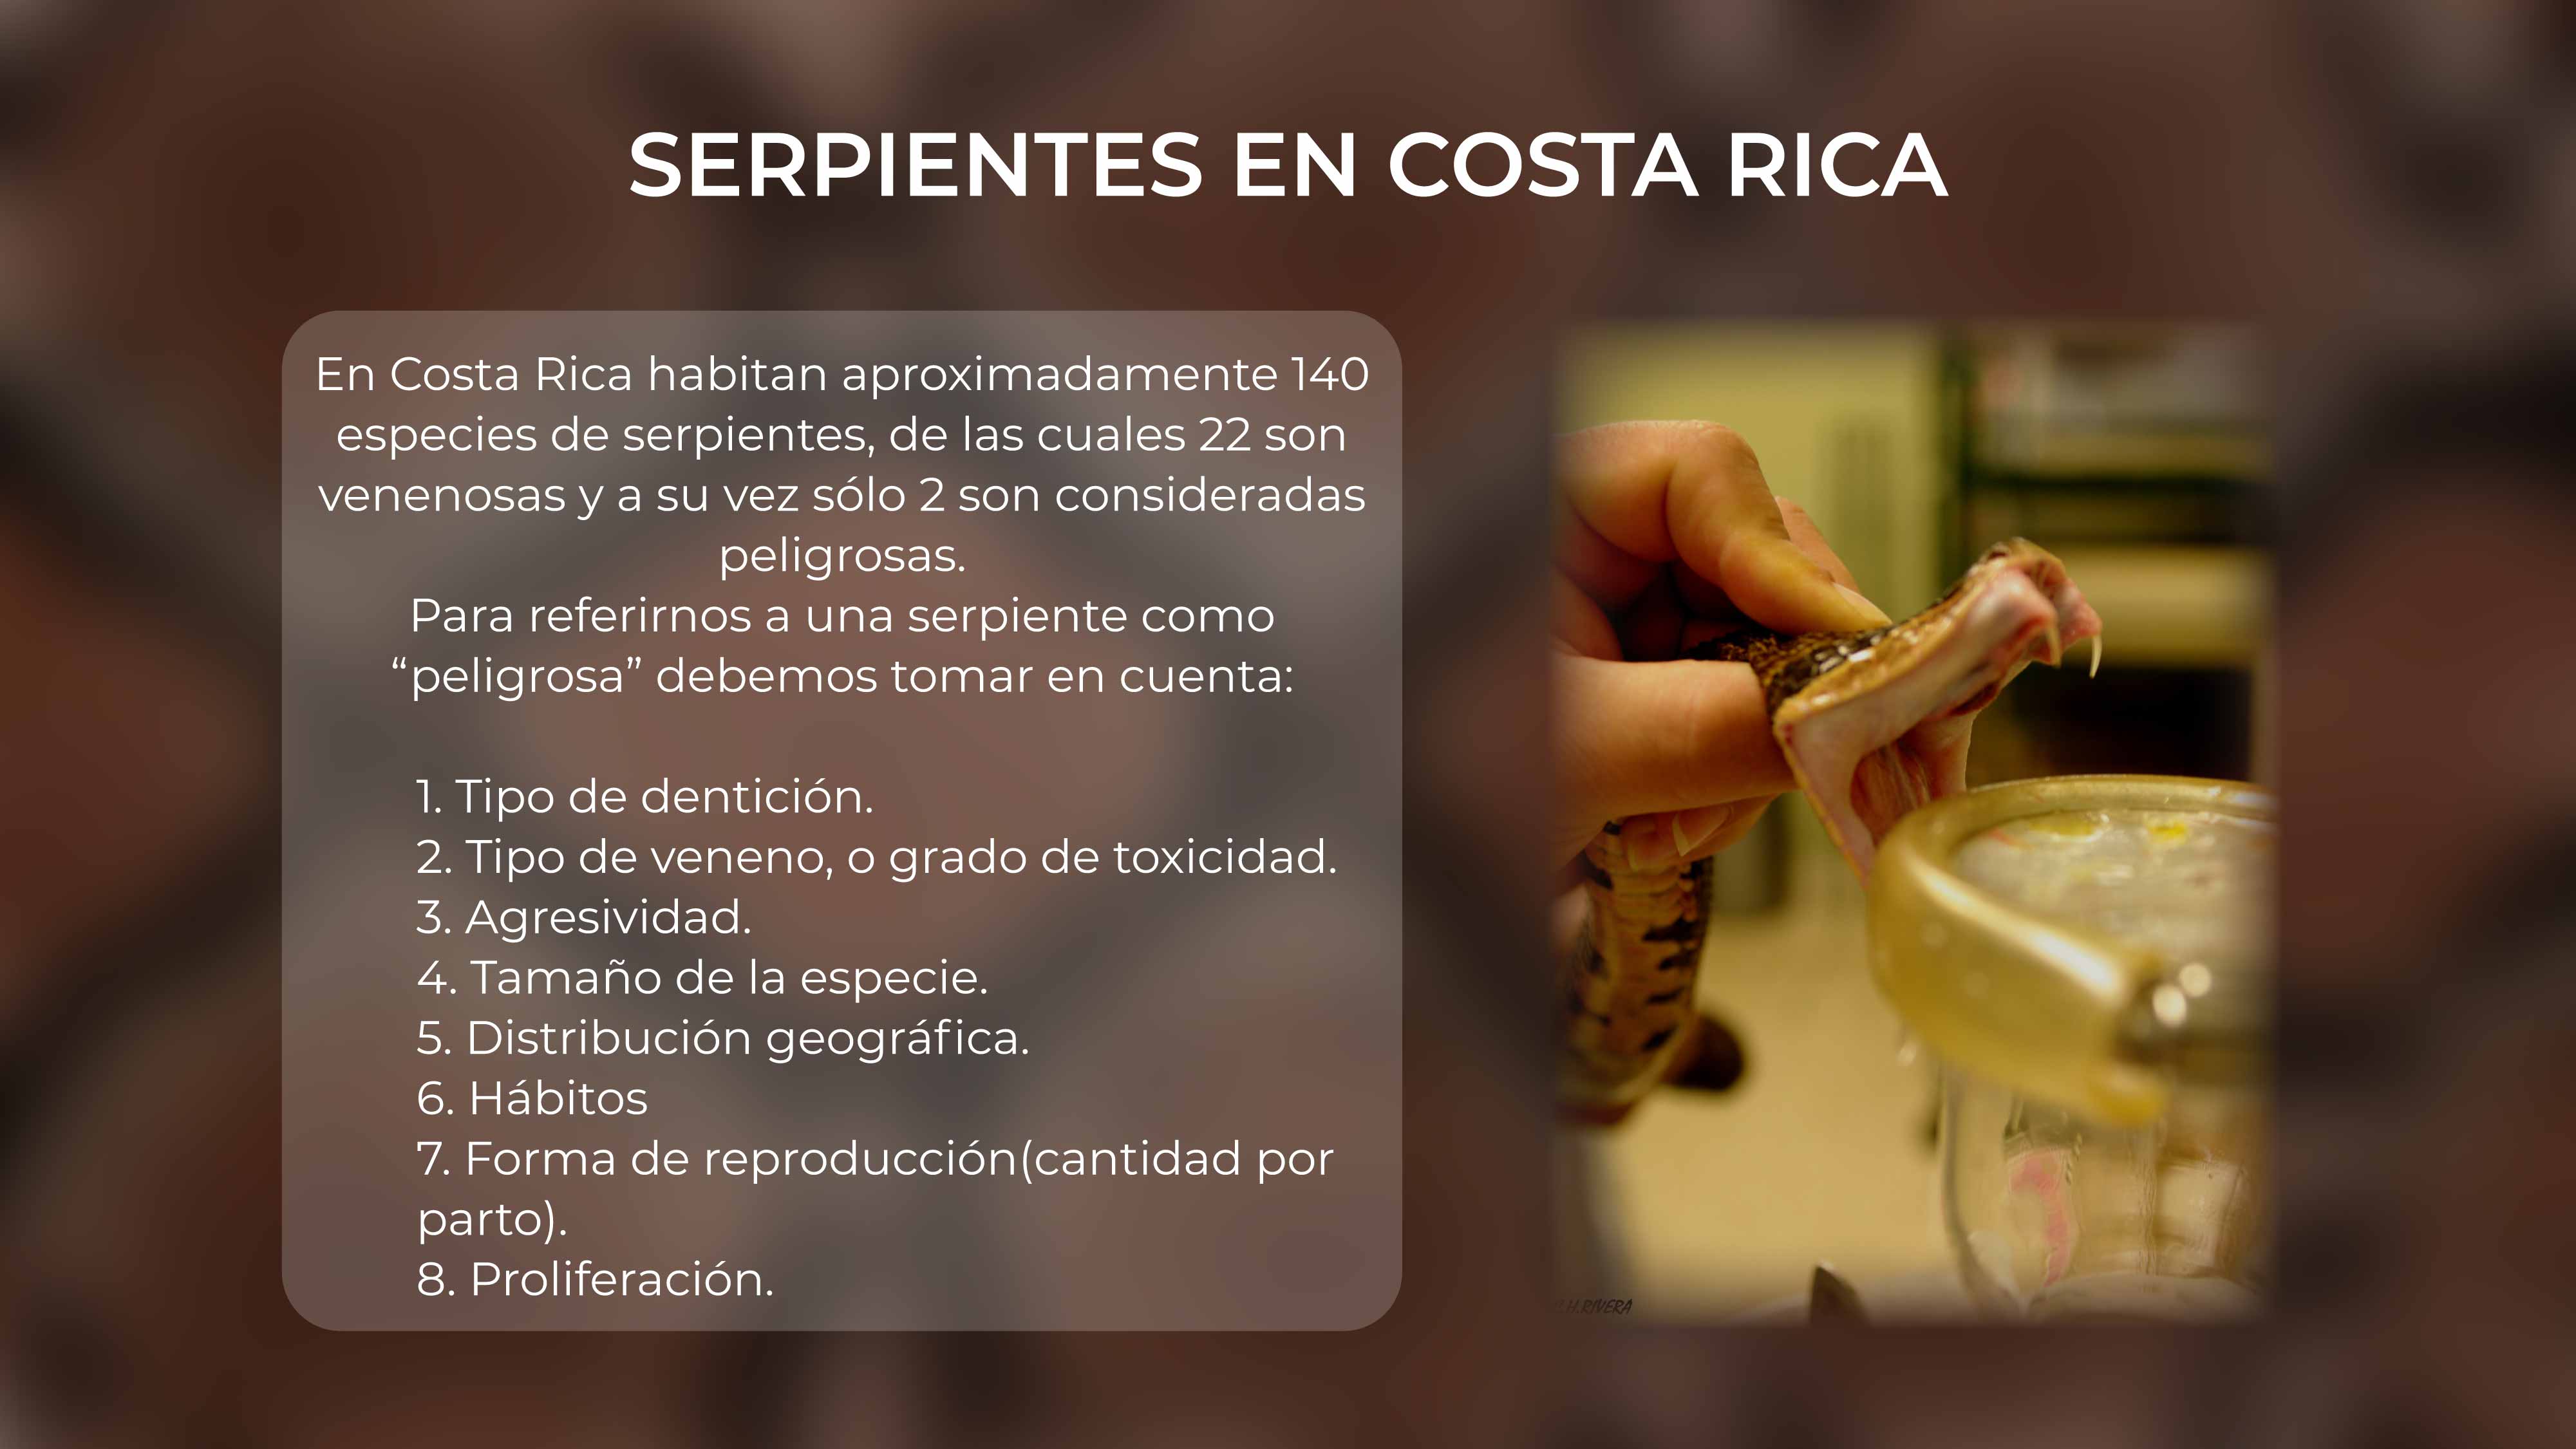 SERPIENTES EN COSTA RICA
En Costa Rica habitan aproximadamente 140
especies de serpientes, de las cuales 22 son
venenosas y a su vez sólo 2 son consideradas
peligrosas.
Para referirnos a una serpiente como
“peligrosa” debemos tomar en cuenta:
1. Tipo de dentición.
2. Tipo de veneno, o grado de toxicidad.
3. Agresividad.
4. Tamaño de la especie.
5. Distribución geográfica.
6. Hábitos
7. Forma de reproducción(cantidad por
parto).
8. Proliferación.
H.RIVERA